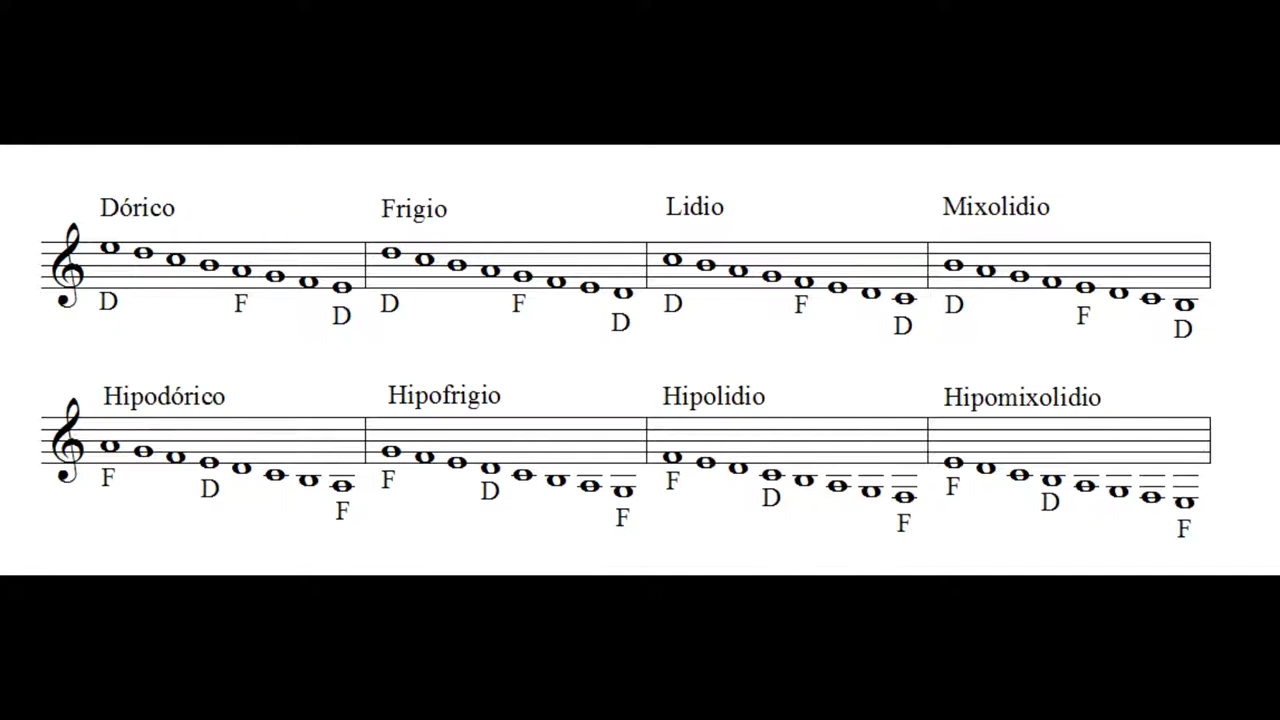 Dórico Frigio Lidio Mixolidio
D F D D F D D F D D F D
Hipodórico Hipofrigio Hipolidio Hipomixolidio
F D F F D F F D F F D F